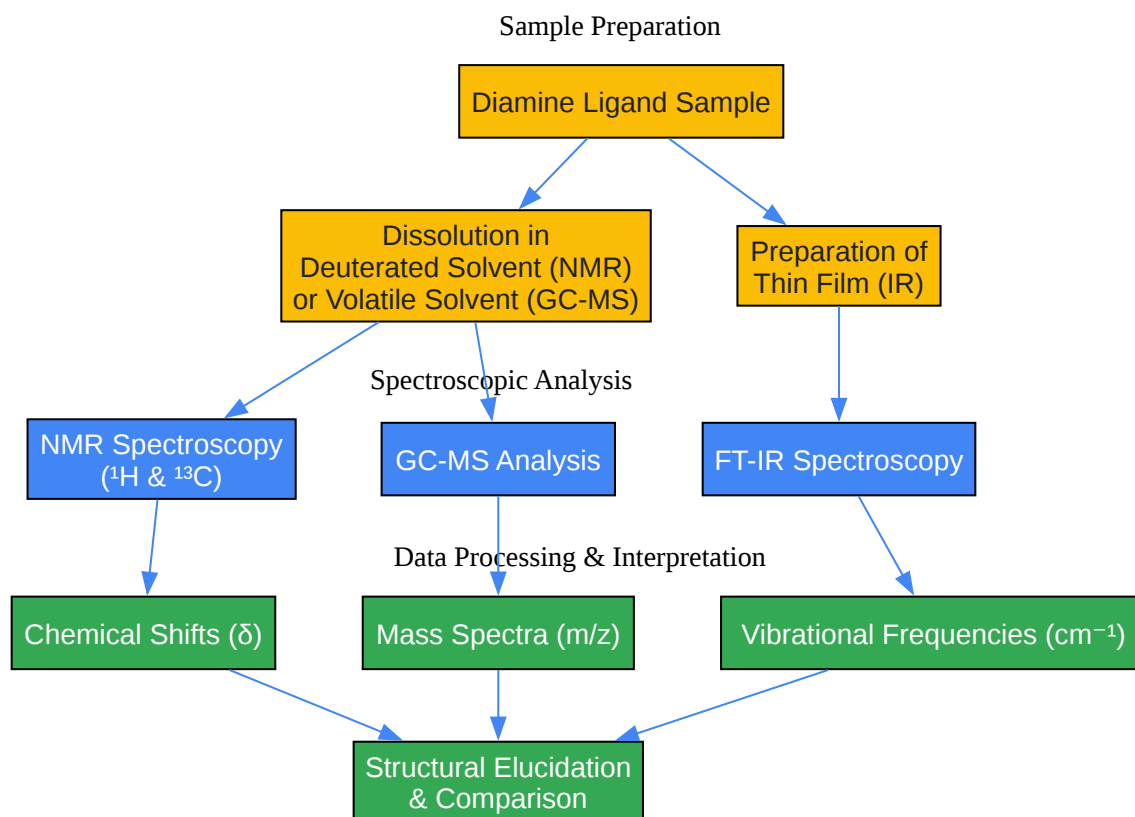 Sample Preparation
Diamine Ligand Sample
Dissolution in
Deuterated Solvent (NMR)
or Volatile Solvent (GC-MS)
Preparation of
Thin Film (IR)
Spectroscopic Analysis
NMR Spectroscopy
(¹H & ¹³C)
GC-MS Analysis
FT-IR Spectroscopy
Data Processing & Interpretation
Chemical Shifts (δ)
Mass Spectra (m/z)
Vibrational Frequencies (cm⁻¹)
Structural Elucidation
& Comparison